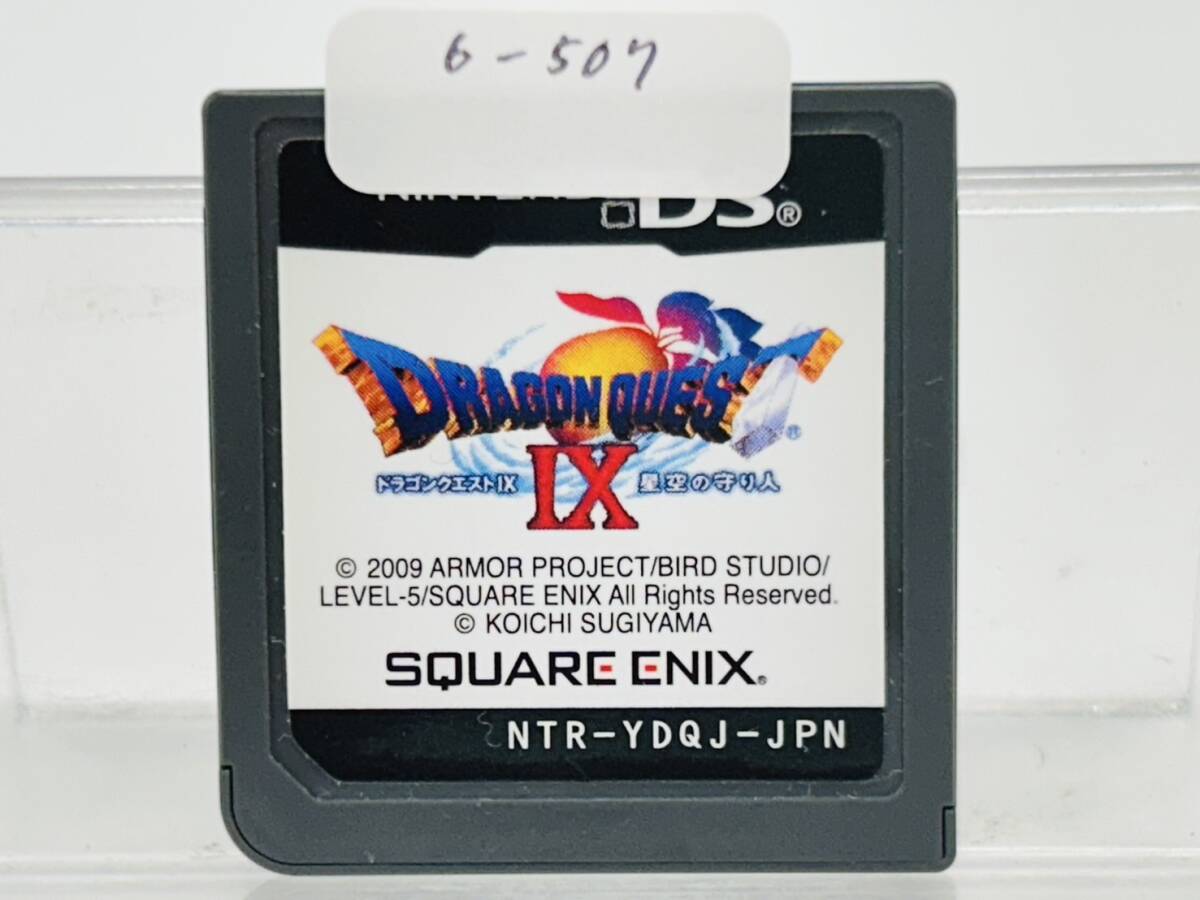 6-507
DS®
DRAGON QUEST®
ドラゴンクエストIX IX 星空の守り人
© 2009 ARMOR PROJECT/BIRD STUDIO/
LEVEL-5/SQUARE ENIX All Rights Reserved.
© KOICHI SUGIYAMA
SQUARE ENIX®
NTR-YDQJ-JPN